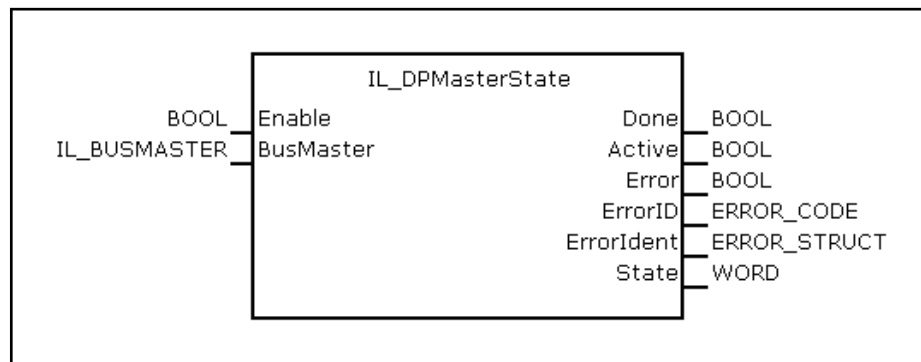 IL_DPMasterState
BOOL Enable Done BOOL
IL_BUSMASTER BusMaster Active BOOL
Error BOOL
ErrorID ERROR_CODE
ErrorIdent ERROR_STRUCT
State WORD